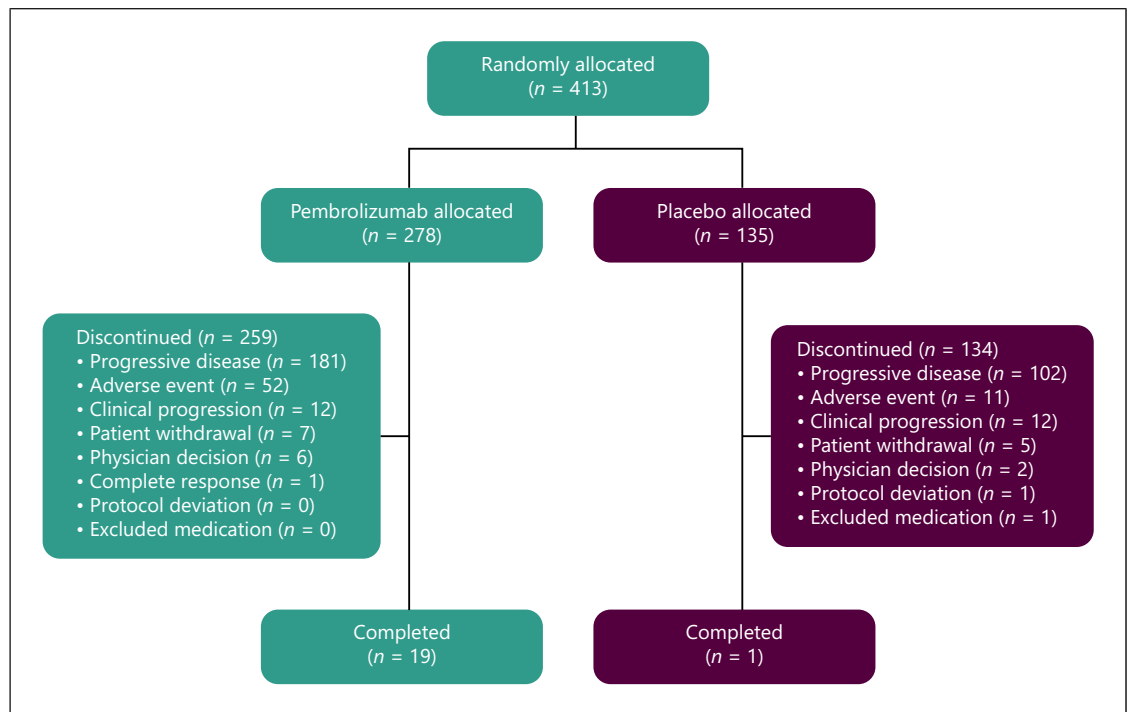 Randomly allocated
(n = 413)
Pembrolizumab allocated
(n = 278)
Placebo allocated
(n = 135)
Discontinued (n = 259)
• Progressive disease (n = 181)
• Adverse event (n = 52)
• Clinical progression (n = 12)
• Patient withdrawal (n = 7)
• Physician decision (n = 6)
• Complete response (n = 1)
• Protocol deviation (n = 0)
• Excluded medication (n = 0)
Discontinued (n = 134)
• Progressive disease (n = 102)
• Adverse event (n = 11)
• Clinical progression (n = 12)
• Patient withdrawal (n = 5)
• Physician decision (n = 2)
• Protocol deviation (n = 1)
• Excluded medication (n = 1)
Completed
(n = 19)
Completed
(n = 1)